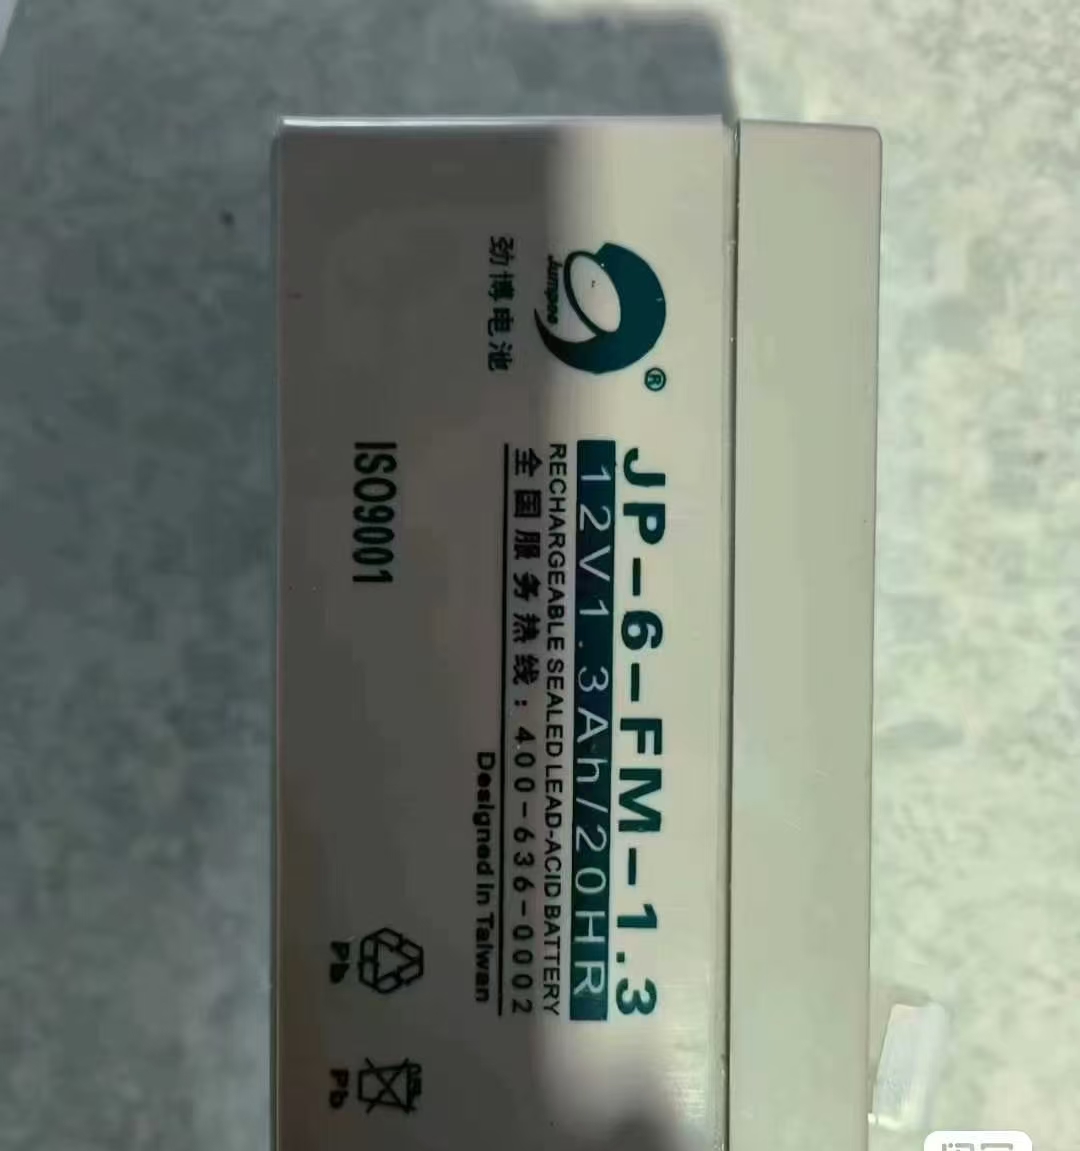 Jumpoo
®
劲博电池
JP-6-FM-1.3
12V1.3Ah/20HR
RECHARGEABLE SEALED LEAD-ACID BATTERY
全国服务热线:400-636-0002
Designed in Taiwan
ISO9001
Pb
Pb